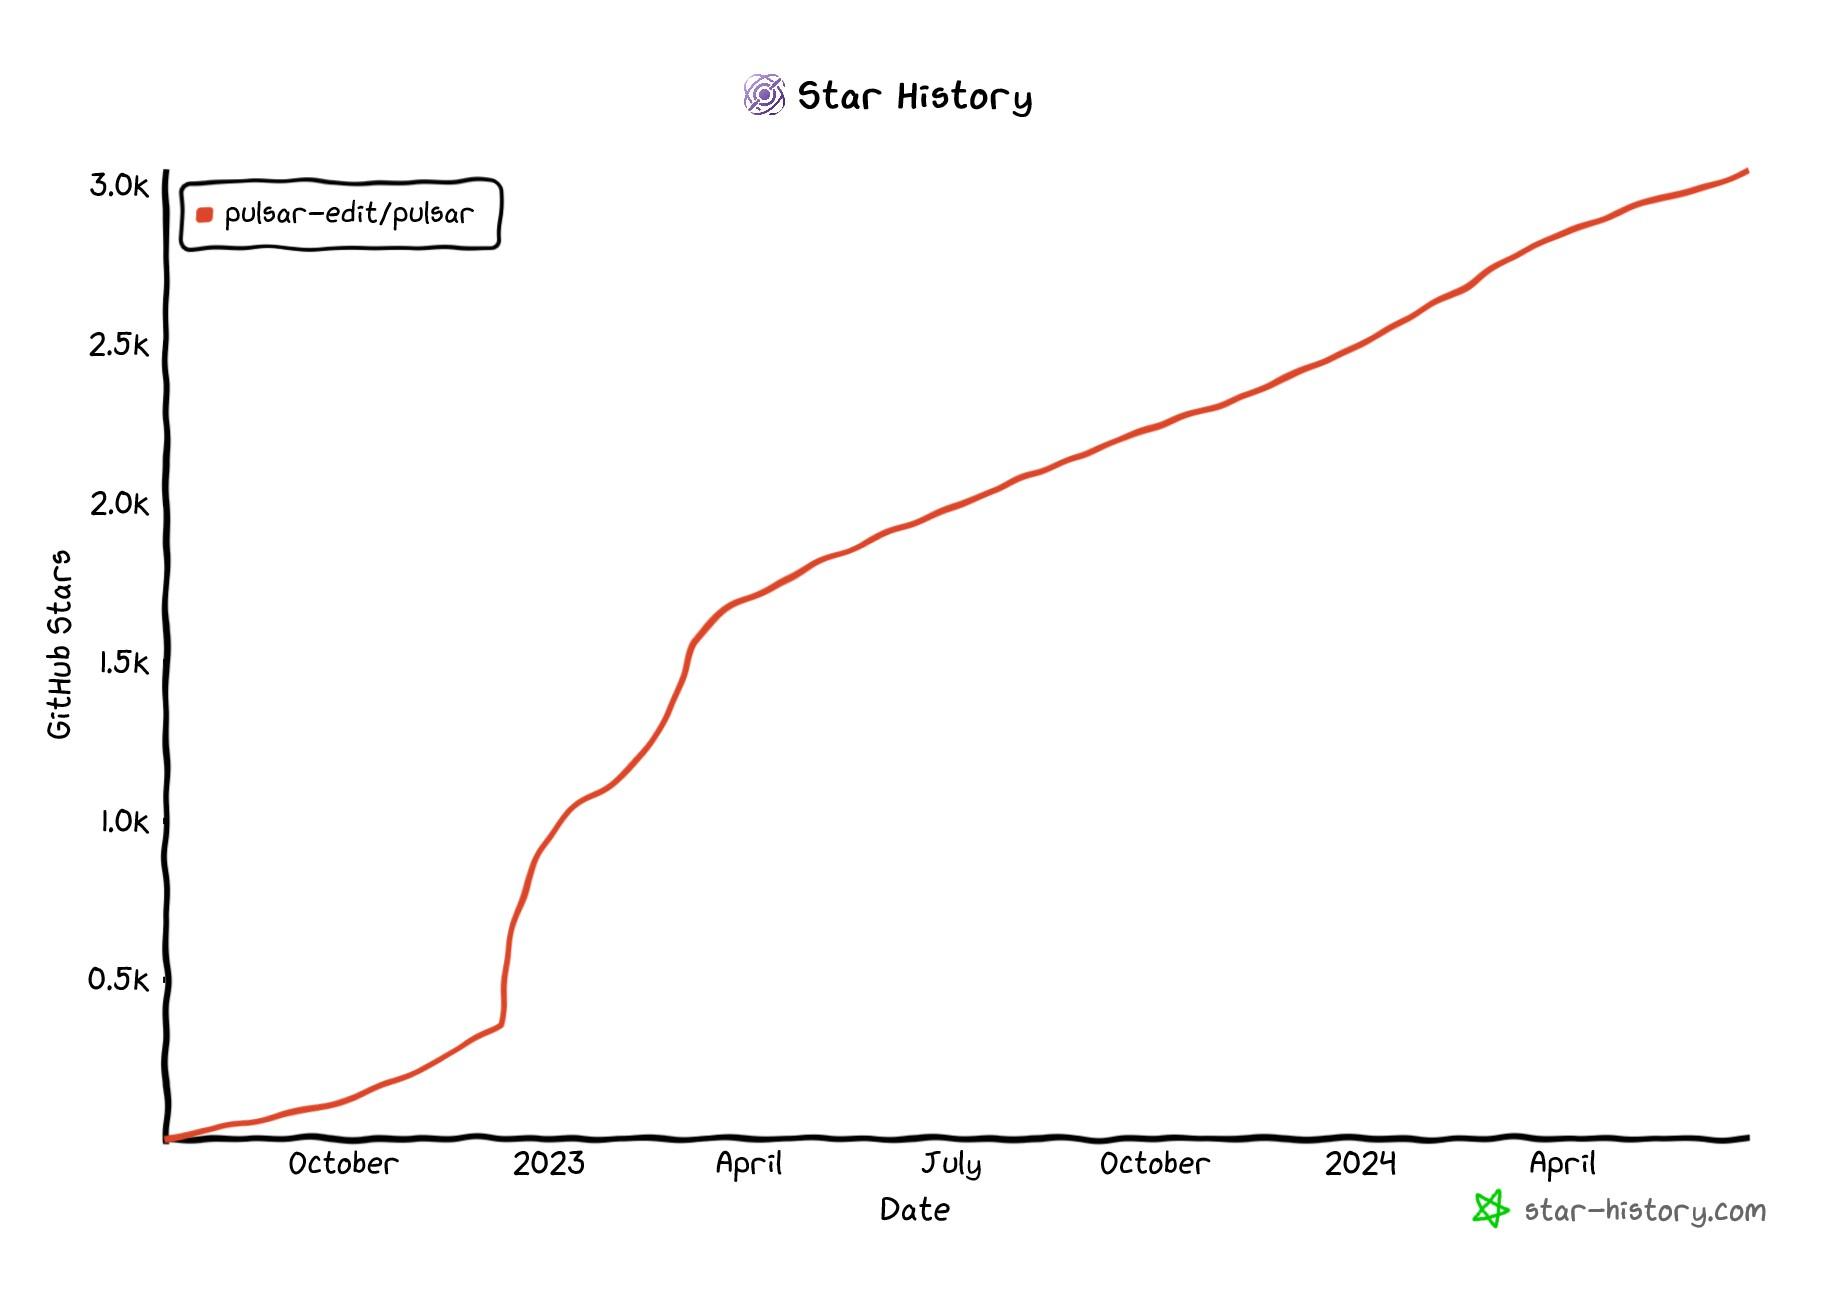 Star History
pulsar-edit/pulsar
3.0K
2.5K
2.0K
1.5K
1.0K
0.5K
GitHub Stars
October 2023 April July October 2024 April
Date
star-history.com